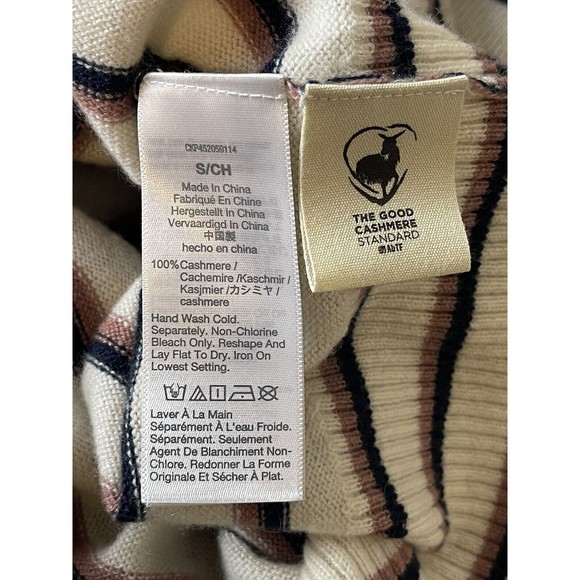 CKP452059114
S/CH
Made In China
Fabriqué En Chine
Hergestellt In China
Vervaardigd In China
中国製
hecho en china
100%Cashmere /
Cachemire /Kaschmir /
Kasjmier /カシミヤ /
cashmere
Hand Wash Cold.
Separately. Non-Chlorine
Bleach Only. Reshape And
Lay Flat To Dry. Iron On
Lowest Setting.
Laver À La Main
Séparément À L'eau Froide.
Séparément. Seulement
Agent De Blanchiment Non-
Chlore. Redonner La Forme
Originale Et Sécher À Plat.
THE GOOD
CASHMERE
STANDARD
AbTF